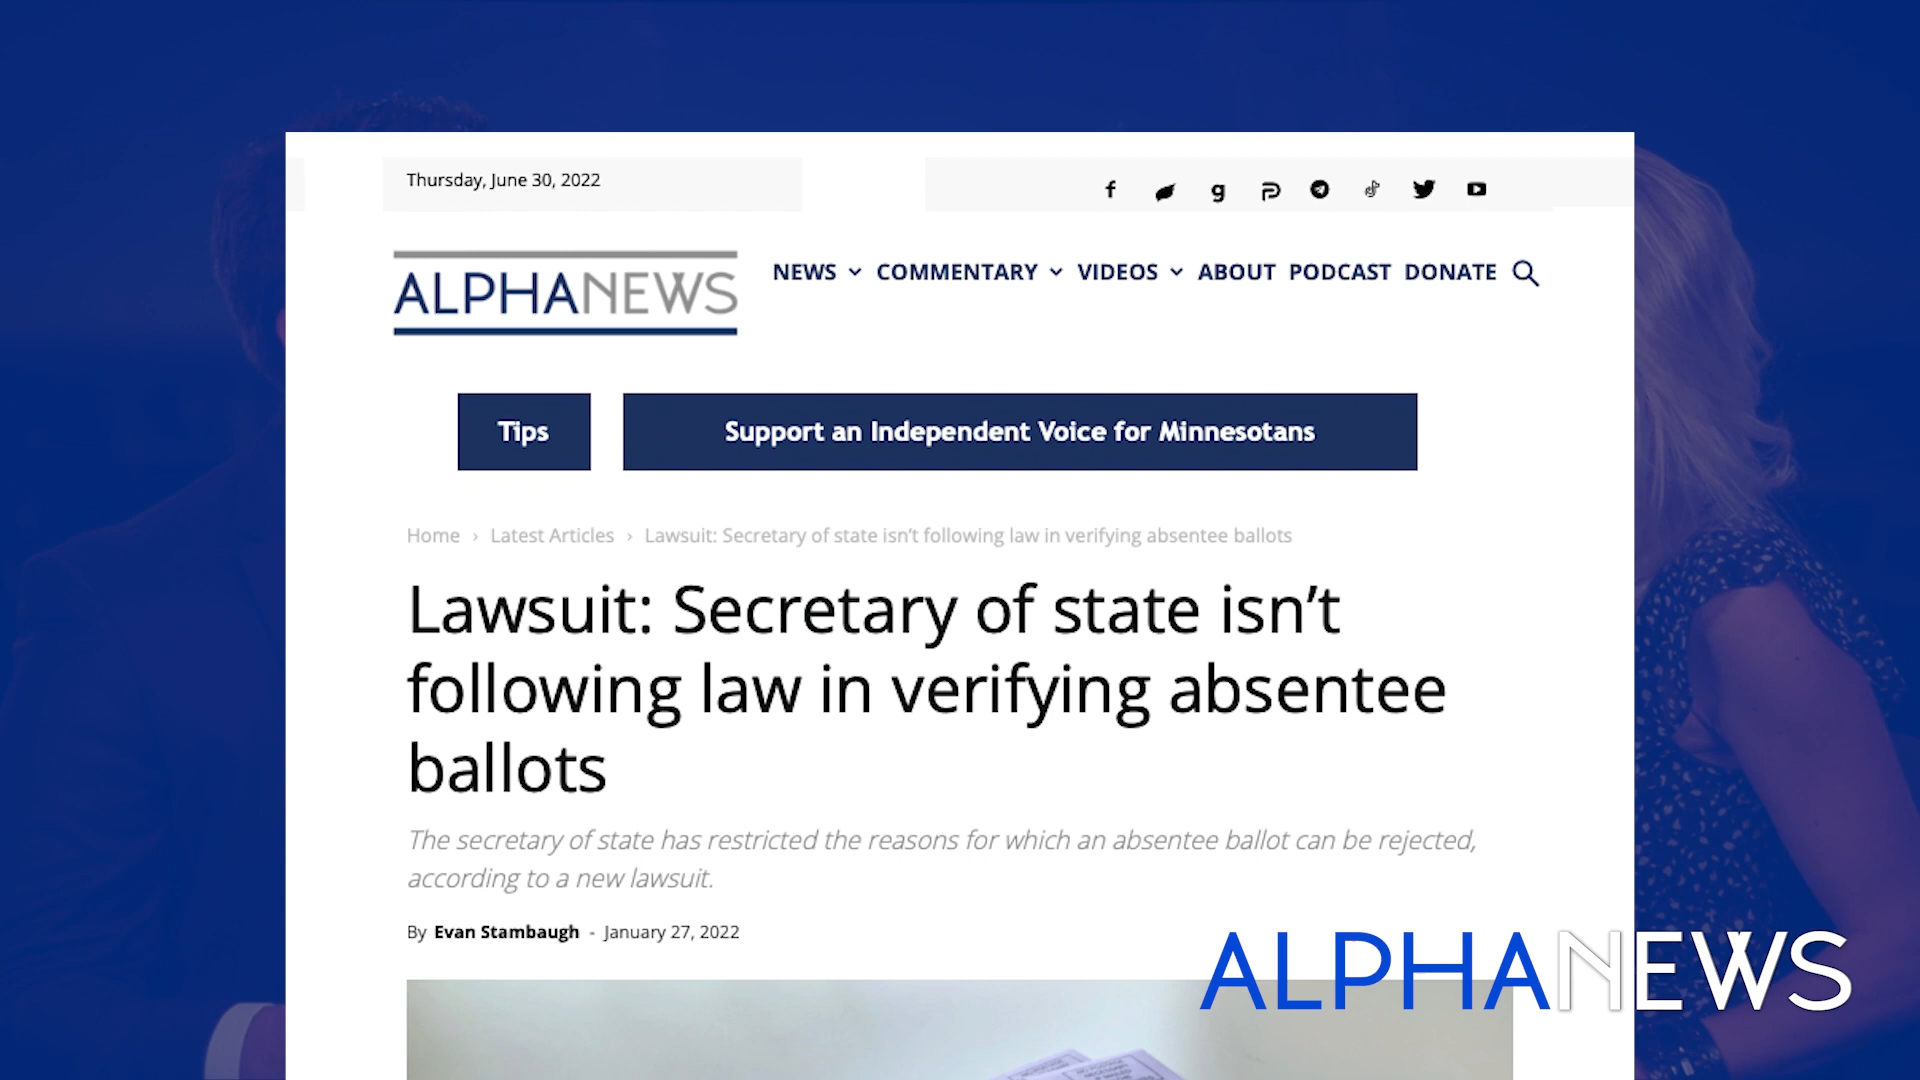 Thursday, June 30, 2022
ALPHANEWS
NEWS COMMENTARY VIDEOS ABOUT PODCAST DONATE
Tips
Support an Independent Voice for Minnesotans
Home › Latest Articles › Lawsuit: Secretary of state isn't following law in verifying absentee ballots
Lawsuit: Secretary of state isn’t
following law in verifying absentee
ballots
The secretary of state has restricted the reasons for which an absentee ballot can be rejected,
according to a new lawsuit.
By Evan Stambaugh - January 27, 2022
ALPHANEWS